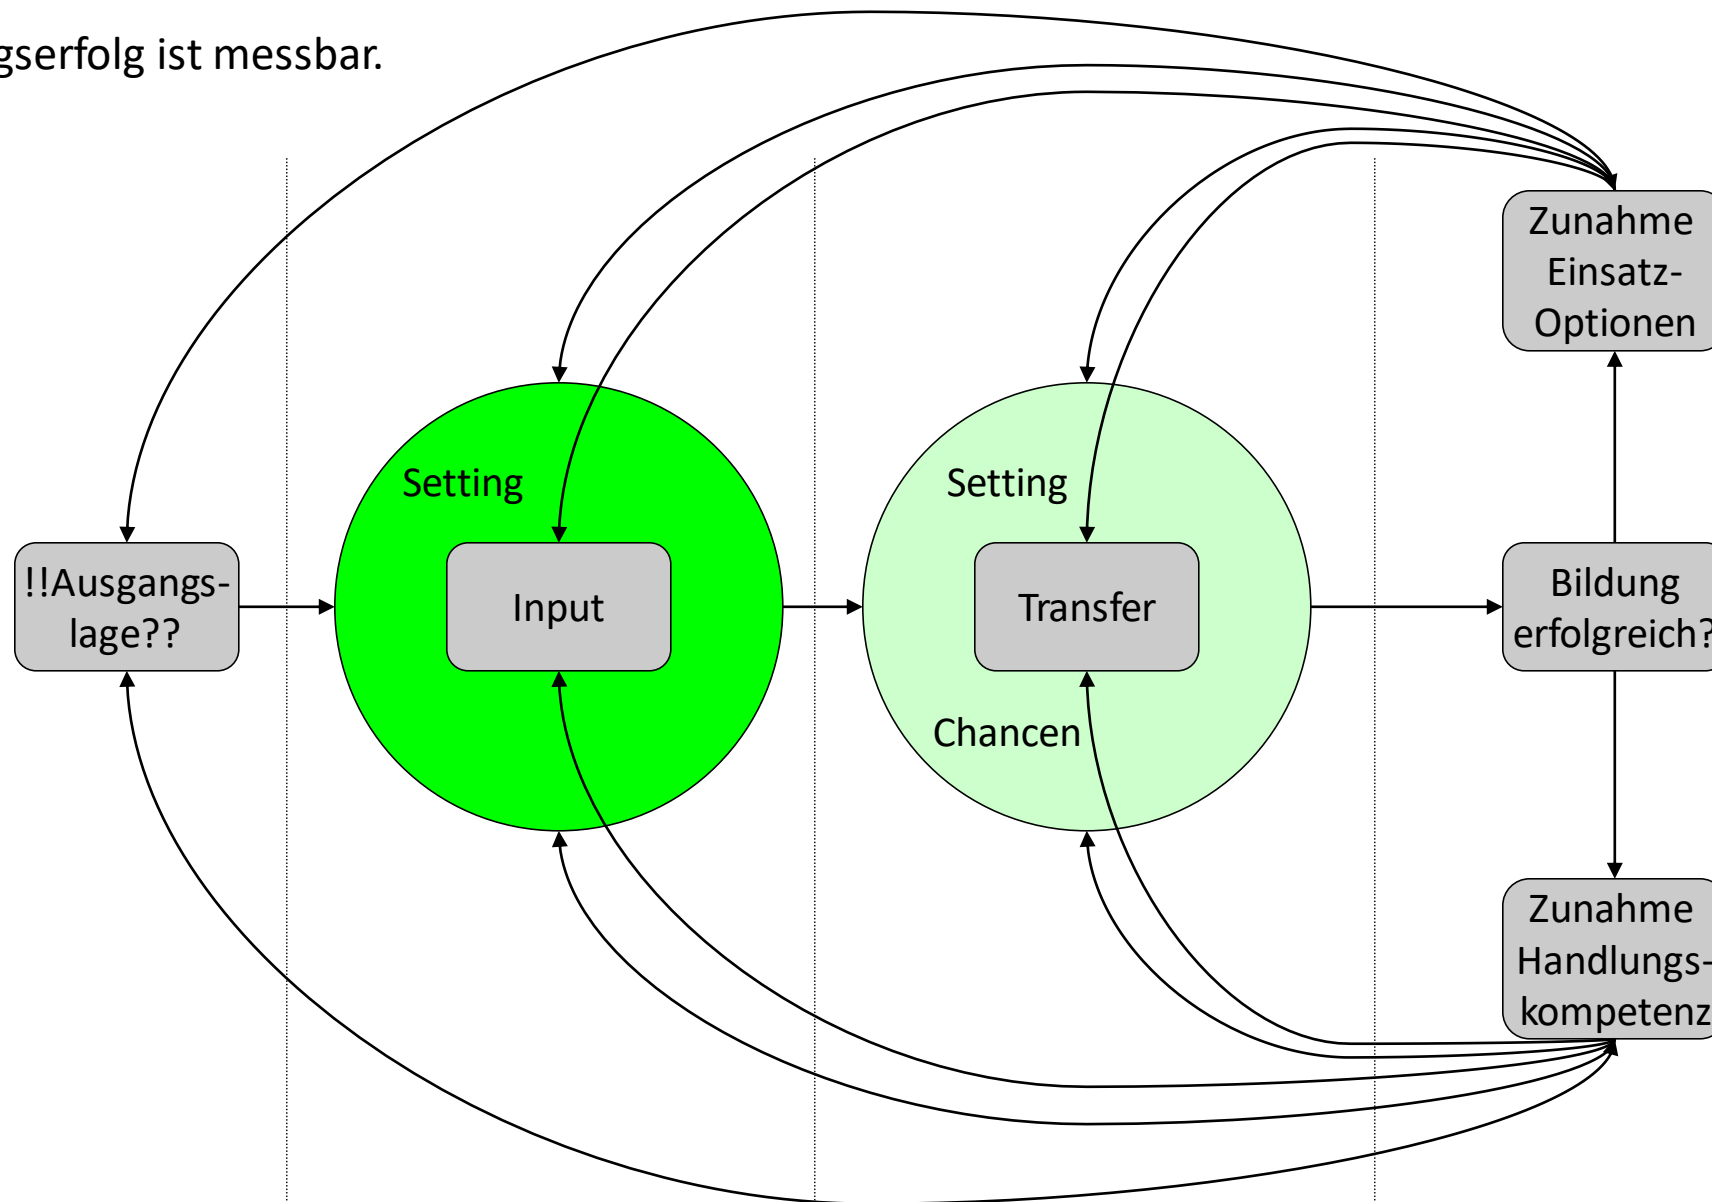 gserfolg ist messbar.
Zunahme
Einsatz-
Optionen
Setting
Setting
!!Ausgangs-
lage??
Input
Transfer
Bildung
erfolgreich?
Chancen
Zunahme
Handlungs-
kompetenz